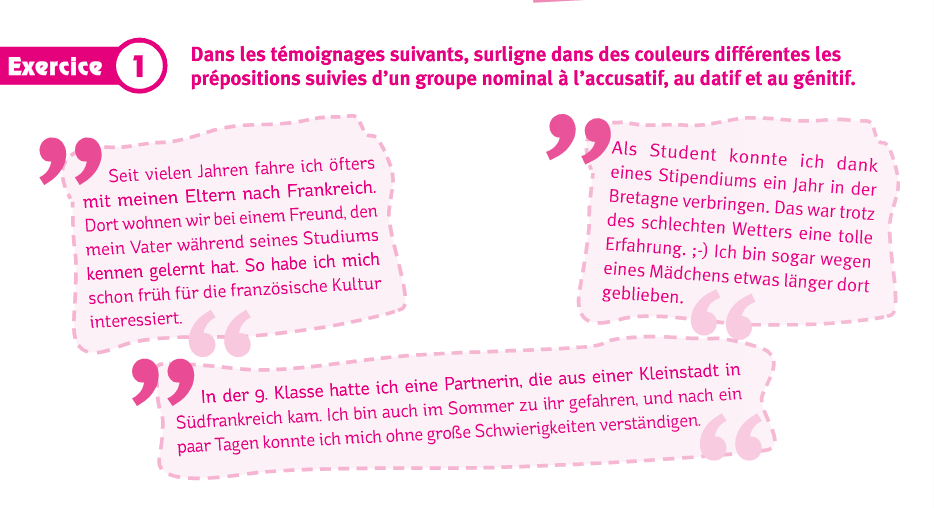 Exercice 1
Dans les témoignages suivants, surligne dans des couleurs différentes les
prépositions suivies d'un groupe nominal à l'accusatif, au datif et au génitif.
Seit vielen Jahren fahre ich öfters
mit meinen Eltern nach Frankreich.
Dort wohnen wir bei einem Freund, den
mein Vater während seines Studiums
kennen gelernt hat. So habe ich mich
schon früh für die französische Kultur
interessiert.
Als Student konnte ich dank
eines Stipendiums ein Jahr in der
Bretagne verbringen. Das war trotz
des schlechten Wetters eine tolle
Erfahrung. ;-) Ich bin sogar wegen
eines Mädchens etwas länger dort
geblieben.
In der 9. Klasse hatte ich eine Partnerin, die aus einer Kleinstadt in
Südfrankreich kam. Ich bin auch im Sommer zu ihr gefahren, und nach ein
paar Tagen konnte ich mich ohne große Schwierigkeiten verständigen.